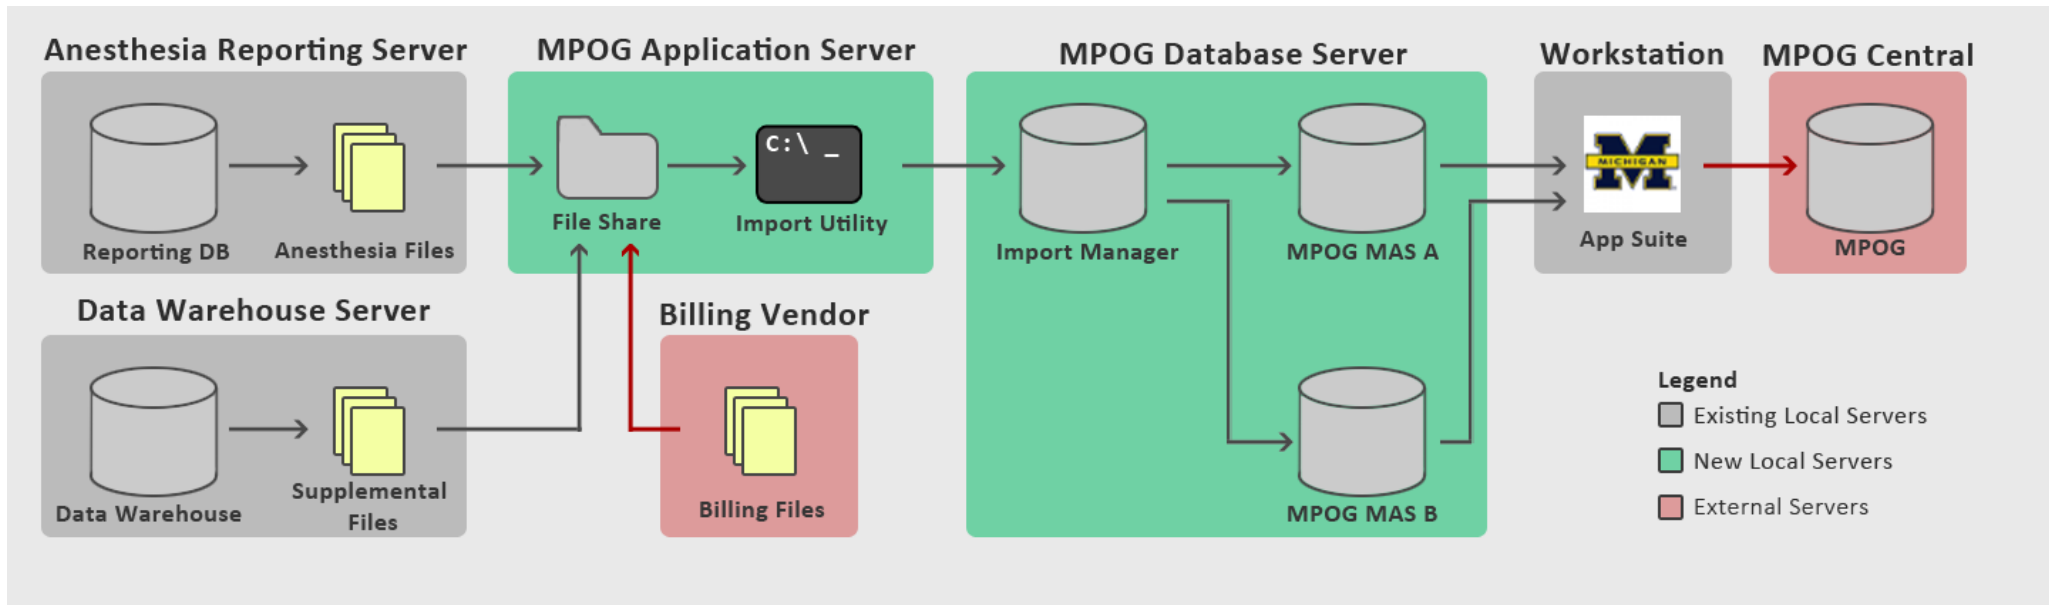 Anesthesia Reporting Server
MPOG Application Server
MPOG Database Server
Workstation
MPOG Central
C:\ _
MICHIGAN
M
File Share
Import Utility
Reporting DB
Anesthesia Files
Import Manager
MPOG MAS A
App Suite
MPOG
Data Warehouse Server
Billing Vendor
Data Warehouse
Supplemental
Files
Billing Files
MPOG MAS B
Legend
Existing Local Servers
New Local Servers
External Servers